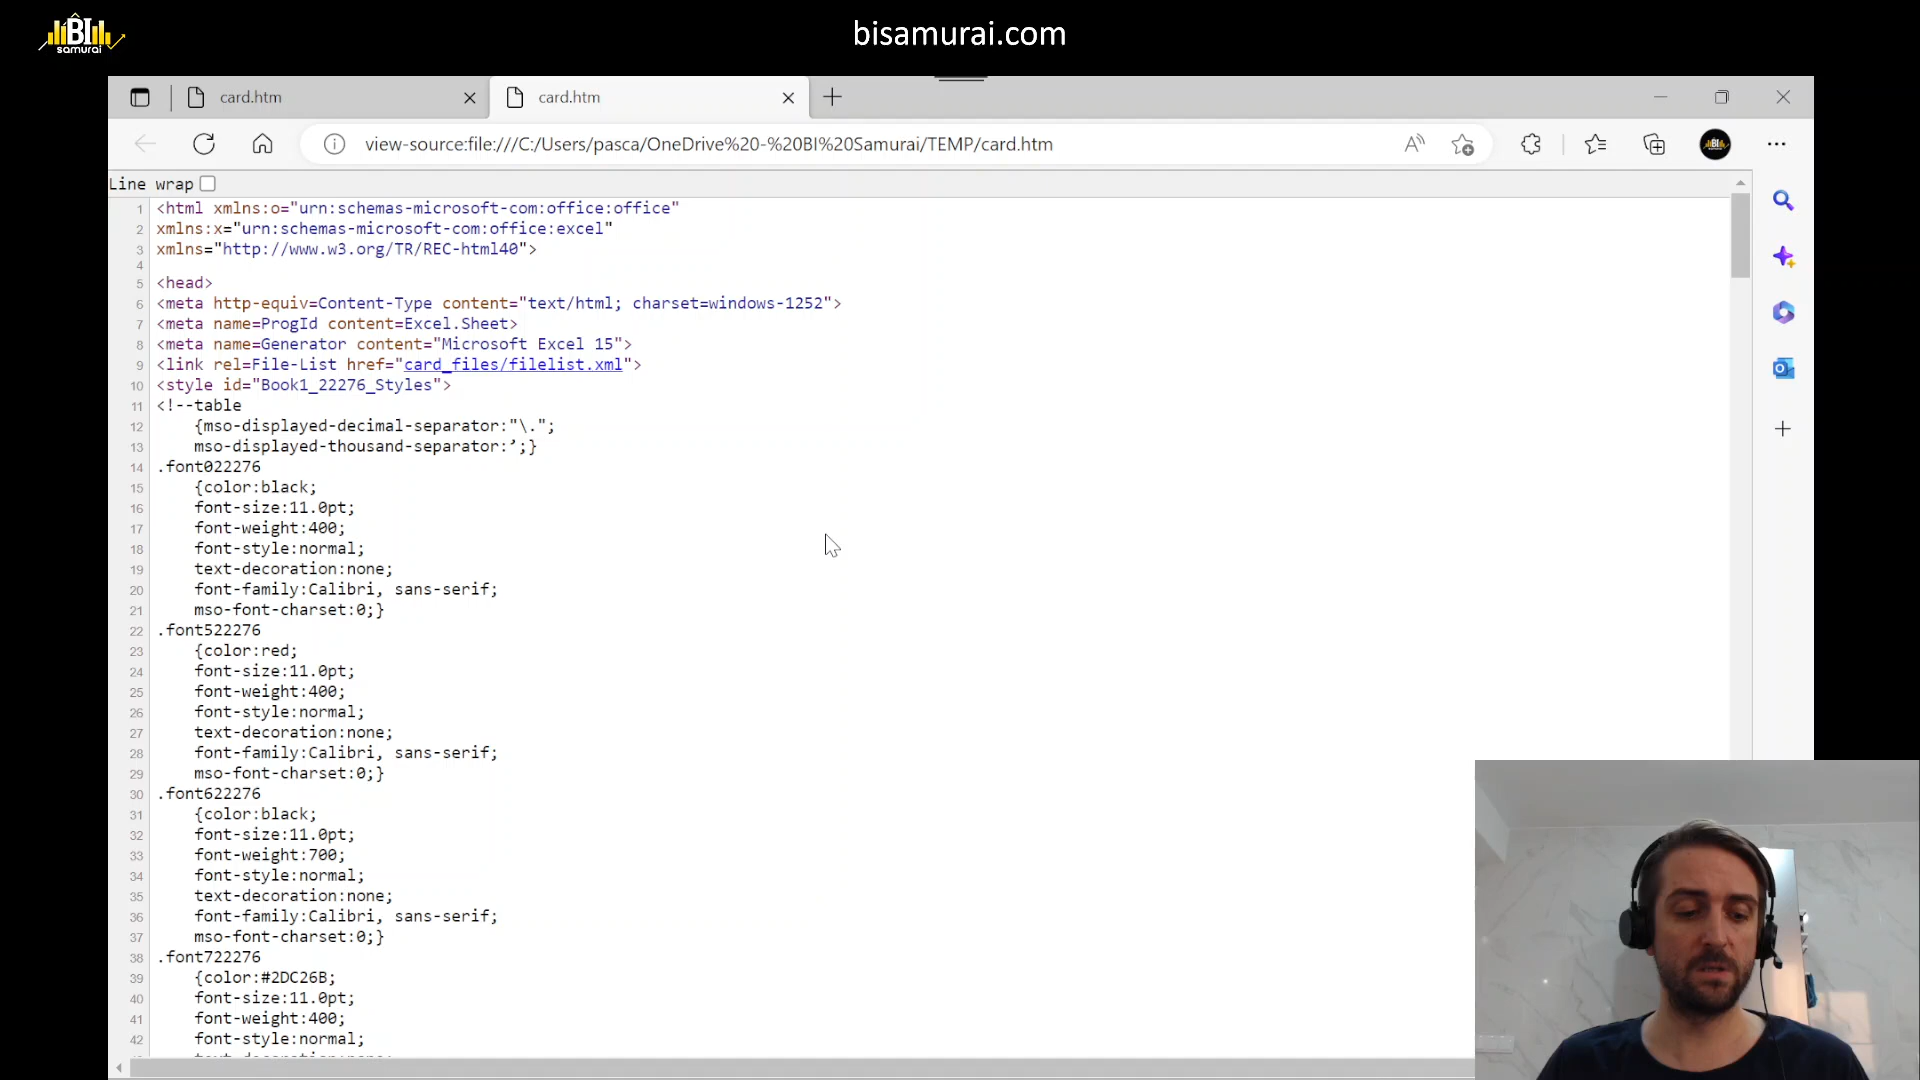 BI
samurai
bisamurai.com
card.htm
card.htm
view-source:file:///C:/Users/pasca/OneDrive%20-%20BI%20Samurai/TEMP/card.htm
Line wrap
1 <html xmlns:o="urn:schemas-microsoft-com:office:office"
2 xmlns:x="urn:schemas-microsoft-com:office:excel"
3 xmlns="http://www.w3.org/TR/REC-html40">
4
5 <head>
6 <meta http-equiv=Content-Type content="text/html; charset=windows-1252">
7 <meta name=ProgId content=Excel.Sheet>
8 <meta name=Generator content="Microsoft Excel 15">
9 <link rel=File-List href="card_files/filelist.xml">
10 <style id="Book1_22276_Styles">
11 <!--table
12 {mso-displayed-decimal-separator:"\.";
13 mso-displayed-thousand-separator:’;}
14 .font022276
15 {color:black;
16 font-size:11.0pt;
17 font-weight:400;
18 font-style:normal;
19 text-decoration:none;
20 font-family:Calibri, sans-serif;
21 mso-font-charset:0;}
22 .font522276
23 {color:red;
24 font-size:11.0pt;
25 font-weight:400;
26 font-style:normal;
27 text-decoration:none;
28 font-family:Calibri, sans-serif;
29 mso-font-charset:0;}
30 .font622276
31 {color:black;
32 font-size:11.0pt;
33 font-weight:700;
34 font-style:normal;
35 text-decoration:none;
36 font-family:Calibri, sans-serif;
37 mso-font-charset:0;}
38 .font722276
39 {color:#2DC26B;
40 font-size:11.0pt;
41 font-weight:400;
42 font-style:normal;